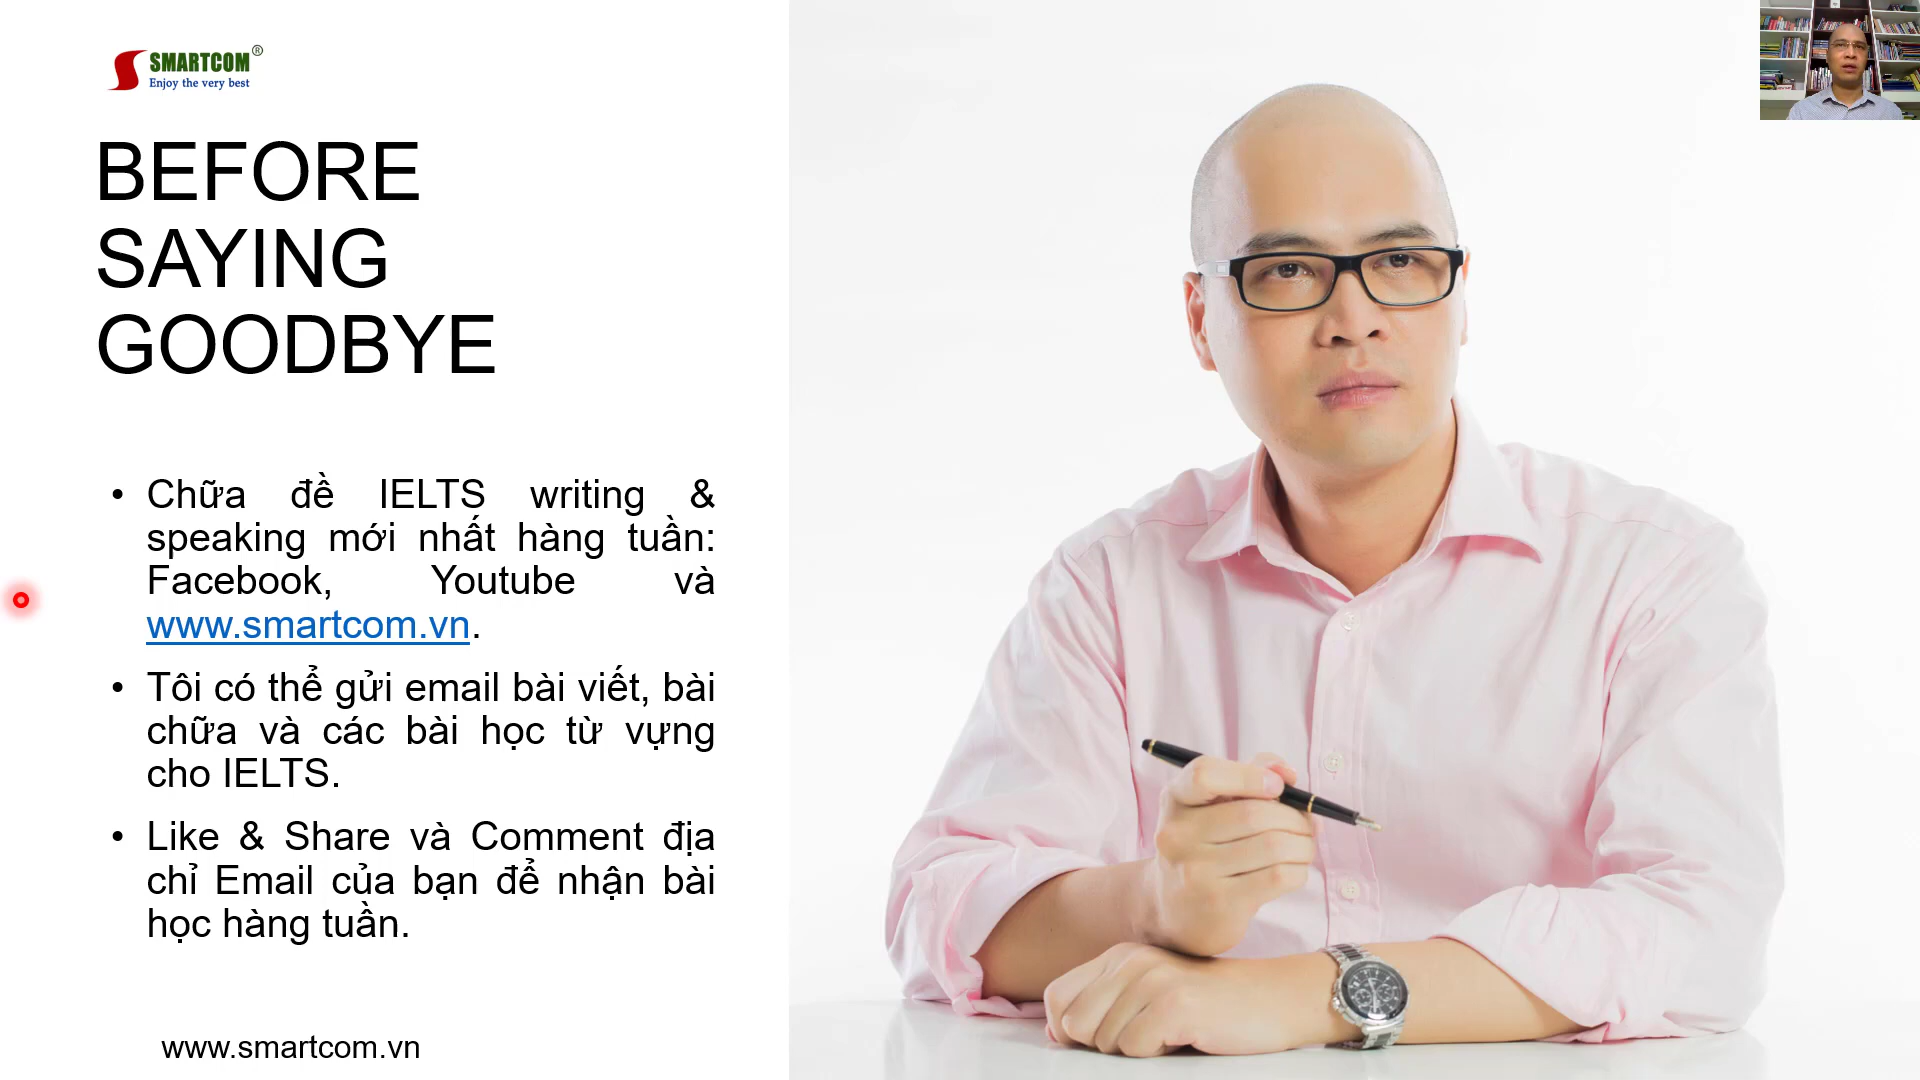 SMARTCOM®
Enjoy the very best
BEFORE
SAYING
GOODBYE
• Chữa đề IELTS writing &
speaking mới nhất hàng tuần:
Facebook, Youtube và
www.smartcom.vn.
• Tôi có thể gửi email bài viết, bài
chữa và các bài học từ vựng
cho IELTS.
• Like & Share và Comment địa
chỉ Email của bạn để nhận bài
học hàng tuần.
www.smartcom.vn